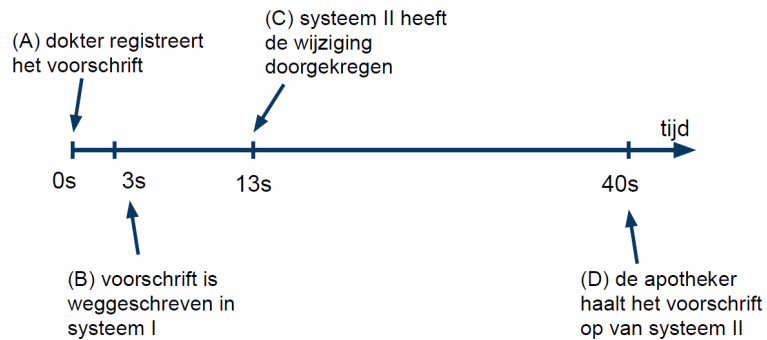 (A) dokter registreert
het voorschrift
(C) systeem II heeft
de wijziging
doorgekregen
tijd
0s
3s
13s
40s
(B) voorschrift is
weggeschreven in
systeem I
(D) de apotheker
haalt het voorschrift
op van systeem II